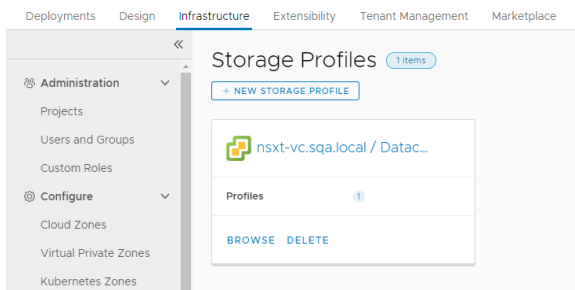 Deployments Design Infrastructure Extensibility Tenant Management Marketplace
«
Administration
Projects
Users and Groups
Custom Roles
Configure
Cloud Zones
Virtual Private Zones
Kubernetes Zones
Storage Profiles 1 items
+ NEW STORAGE PROFILE
nsxt-vc.sqa.local / Datac...
Profiles 1
BROWSE DELETE